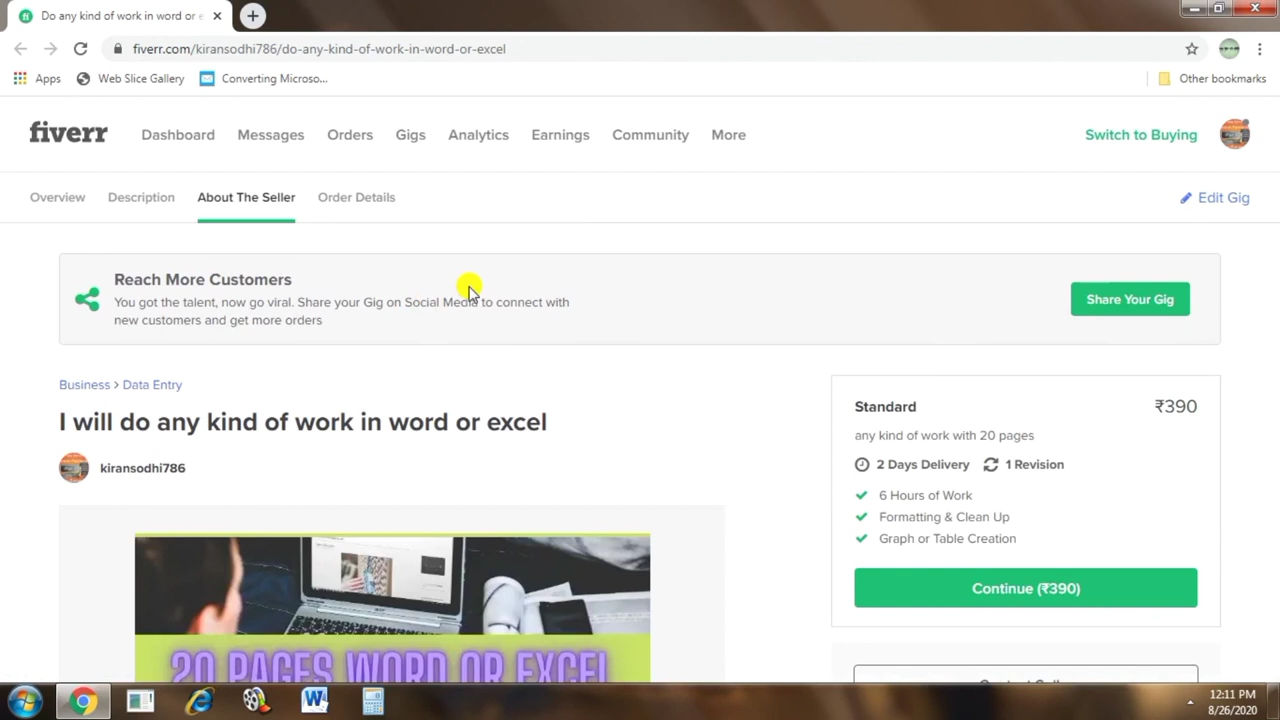 Do any kind of work in word or e
fiverr.com/kiransodhi786/do-any-kind-of-work-in-word-or-excel
Apps Web Slice Gallery Converting Microso... Other bookmarks
fiverr Dashboard Messages Orders Gigs Analytics Earnings Community More Switch to Buying
Overview Description About The Seller Order Details Edit Gig
Reach More Customers
You got the talent, now go viral. Share your Gig on Social Media to connect with
new customers and get more orders
Share Your Gig
Business > Data Entry
I will do any kind of work in word or excel
kiransodhi786
20 PAGES WORD OR EXCEL
Standard ₹390
any kind of work with 20 pages
2 Days Delivery 1 Revision
6 Hours of Work
Formatting & Clean Up
Graph or Table Creation
Continue (₹390)
12:11 PM
8/26/2020